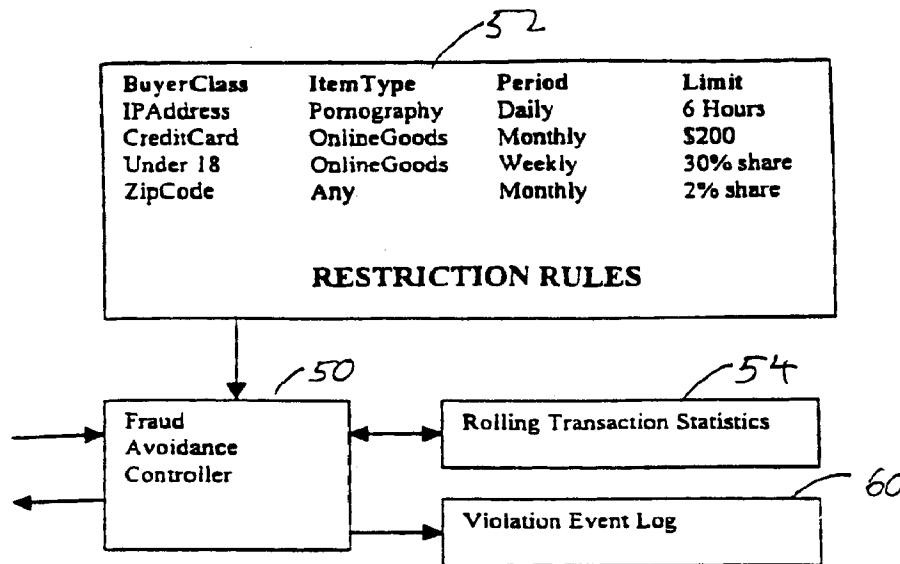 52
BuyerClass ItemType Period Limit
IPAddress Pornography Daily 6 Hours
CreditCard OnlineGoods Monthly $200
Under 18 OnlineGoods Weekly 30% share
ZipCode Any Monthly 2% share
RESTRICTION RULES
50
54
Fraud
Avoidance
Controller
Rolling Transaction Statistics
60
Violation Event Log